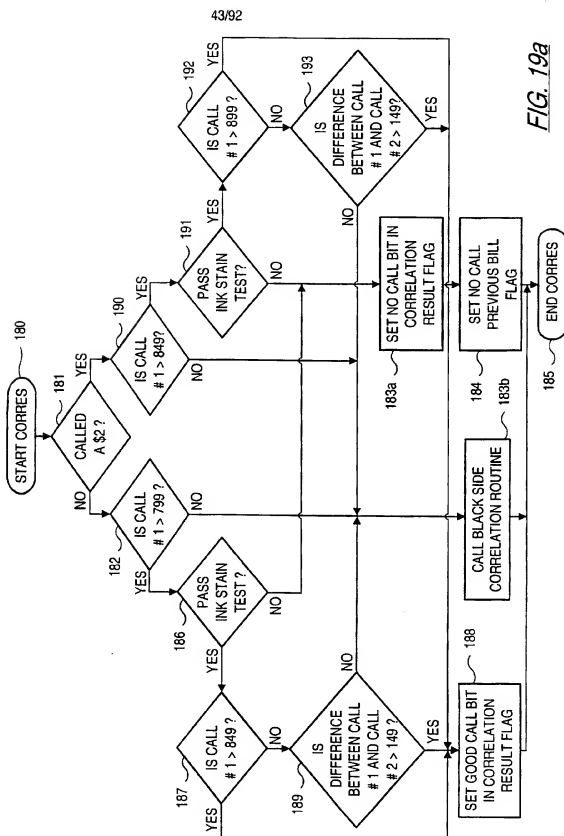 43/92
START CORRES
180
181
CALLED
A $2 ?
NO
YES
182
IS CALL
# 1 > 799 ?
YES
NO
190
IS CALL
# 1 > 849?
YES
NO
186
PASS
INK STAIN
TEST ?
YES
NO
191
PASS
INK STAIN
TEST?
YES
NO
187
IS CALL
# 1 > 849 ?
YES
NO
192
IS CALL
# 1 > 899 ?
YES
NO
189
IS
DIFFERENCE
BETWEEN CALL
# 1 AND CALL
# 2 > 149 ?
NO
YES
193
IS
DIFFERENCE
BETWEEN CALL
# 1 AND CALL
# 2 > 149?
NO
YES
188
SET GOOD CALL BIT
IN CORRELATION
RESULT FLAG
CALL BLACK SIDE
CORRELATION ROUTINE
183b
SET NO CALL BIT IN
CORRELATION
RESULT FLAG
183a
SET NO CALL
PREVIOUS BILL
FLAG
184
END CORRES
185
FIG. 19a